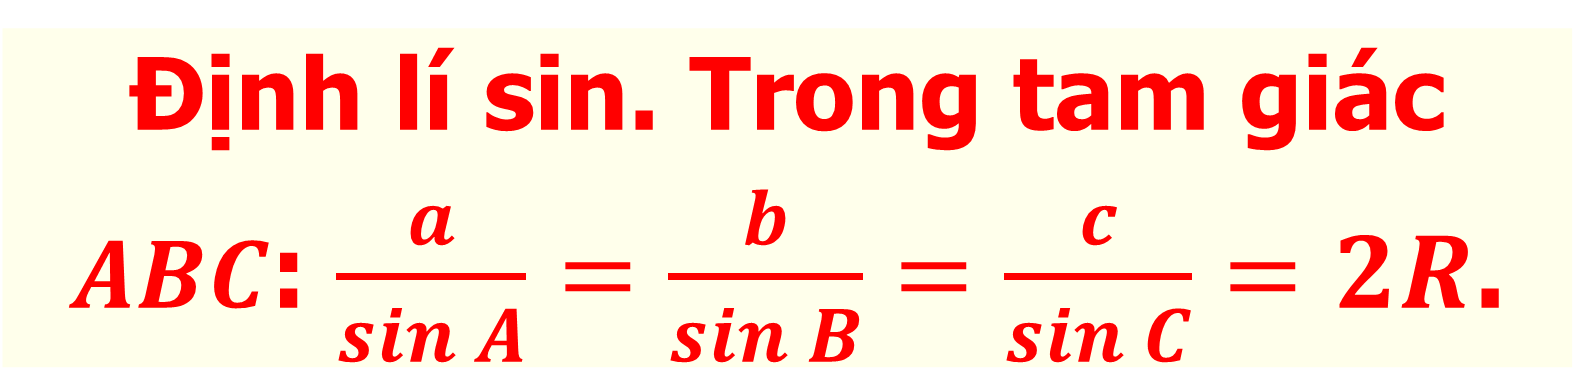 Định lí sin. Trong tam giác
ABC: a/sin A = b/sin B = c/sin C = 2R.